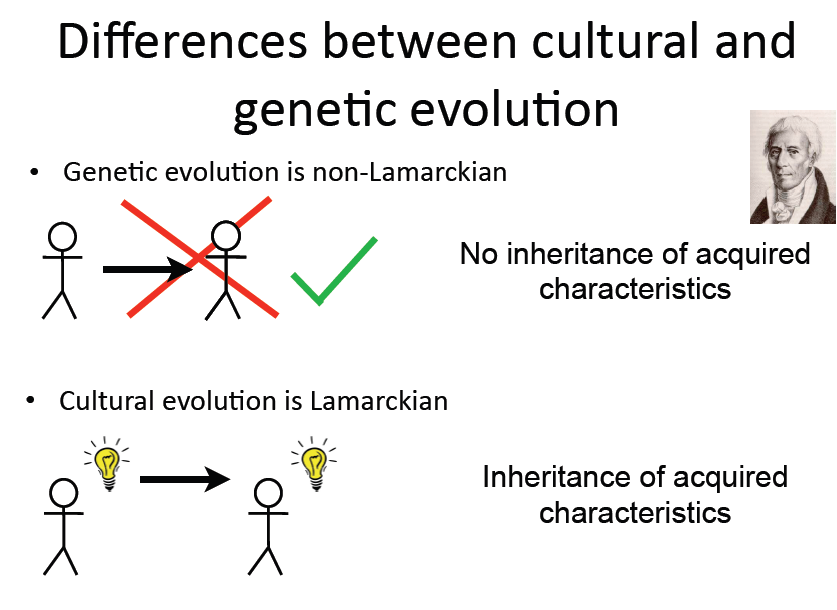 Differences between cultural and
genetic evolution
• Genetic evolution is non-Lamarckian
No inheritance of acquired
characteristics
• Cultural evolution is Lamarckian
Inheritance of acquired
characteristics